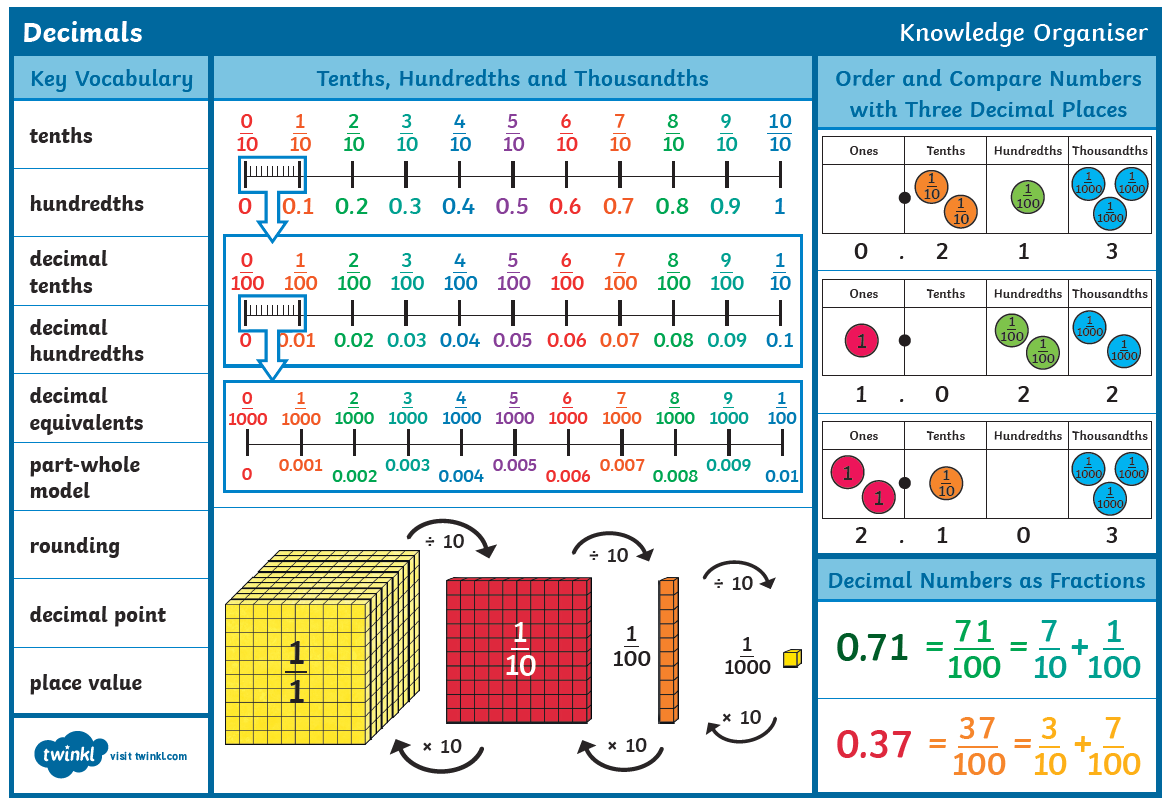 Decimals
Knowledge Organiser
Key Vocabulary
tenths
hundredths
decimal
tenths
decimal
hundredths
decimal
equivalents
part-whole
model
rounding
decimal point
place value
twinkl visit twinkl.com
Tenths, Hundredths and Thousandths
0/10 1/10 2/10 3/10 4/10 5/10 6/10 7/10 8/10 9/10 10/10
0 0.1 0.2 0.3 0.4 0.5 0.6 0.7 0.8 0.9 1
0/100 1/100 2/100 3/100 4/100 5/100 6/100 7/100 8/100 9/100 1/10
0 0.01 0.02 0.03 0.04 0.05 0.06 0.07 0.08 0.09 0.1
0/1000 1/1000 2/1000 3/1000 4/1000 5/1000 6/1000 7/1000 8/1000 9/1000 1/100
0 0.001 0.002 0.003 0.004 0.005 0.006 0.007 0.008 0.009 0.01
÷ 10 ÷ 10 ÷ 10
1/1 1/10 1/100 1/1000
× 10 × 10 × 10
Order and Compare Numbers
with Three Decimal Places
Ones Tenths Hundredths Thousandths
1/10 1/10 1/100 1/1000 1/1000 1/1000
0 . 2 1 3
Ones Tenths Hundredths Thousandths
1 1/100 1/100 1/1000 1/1000
1 . 0 2 2
Ones Tenths Hundredths Thousandths
1 1 1/10 1/1000 1/1000 1/1000
2 . 1 0 3
Decimal Numbers as Fractions
0.71 = 71/100 = 7/10 + 1/100
0.37 = 37/100 = 3/10 + 7/100